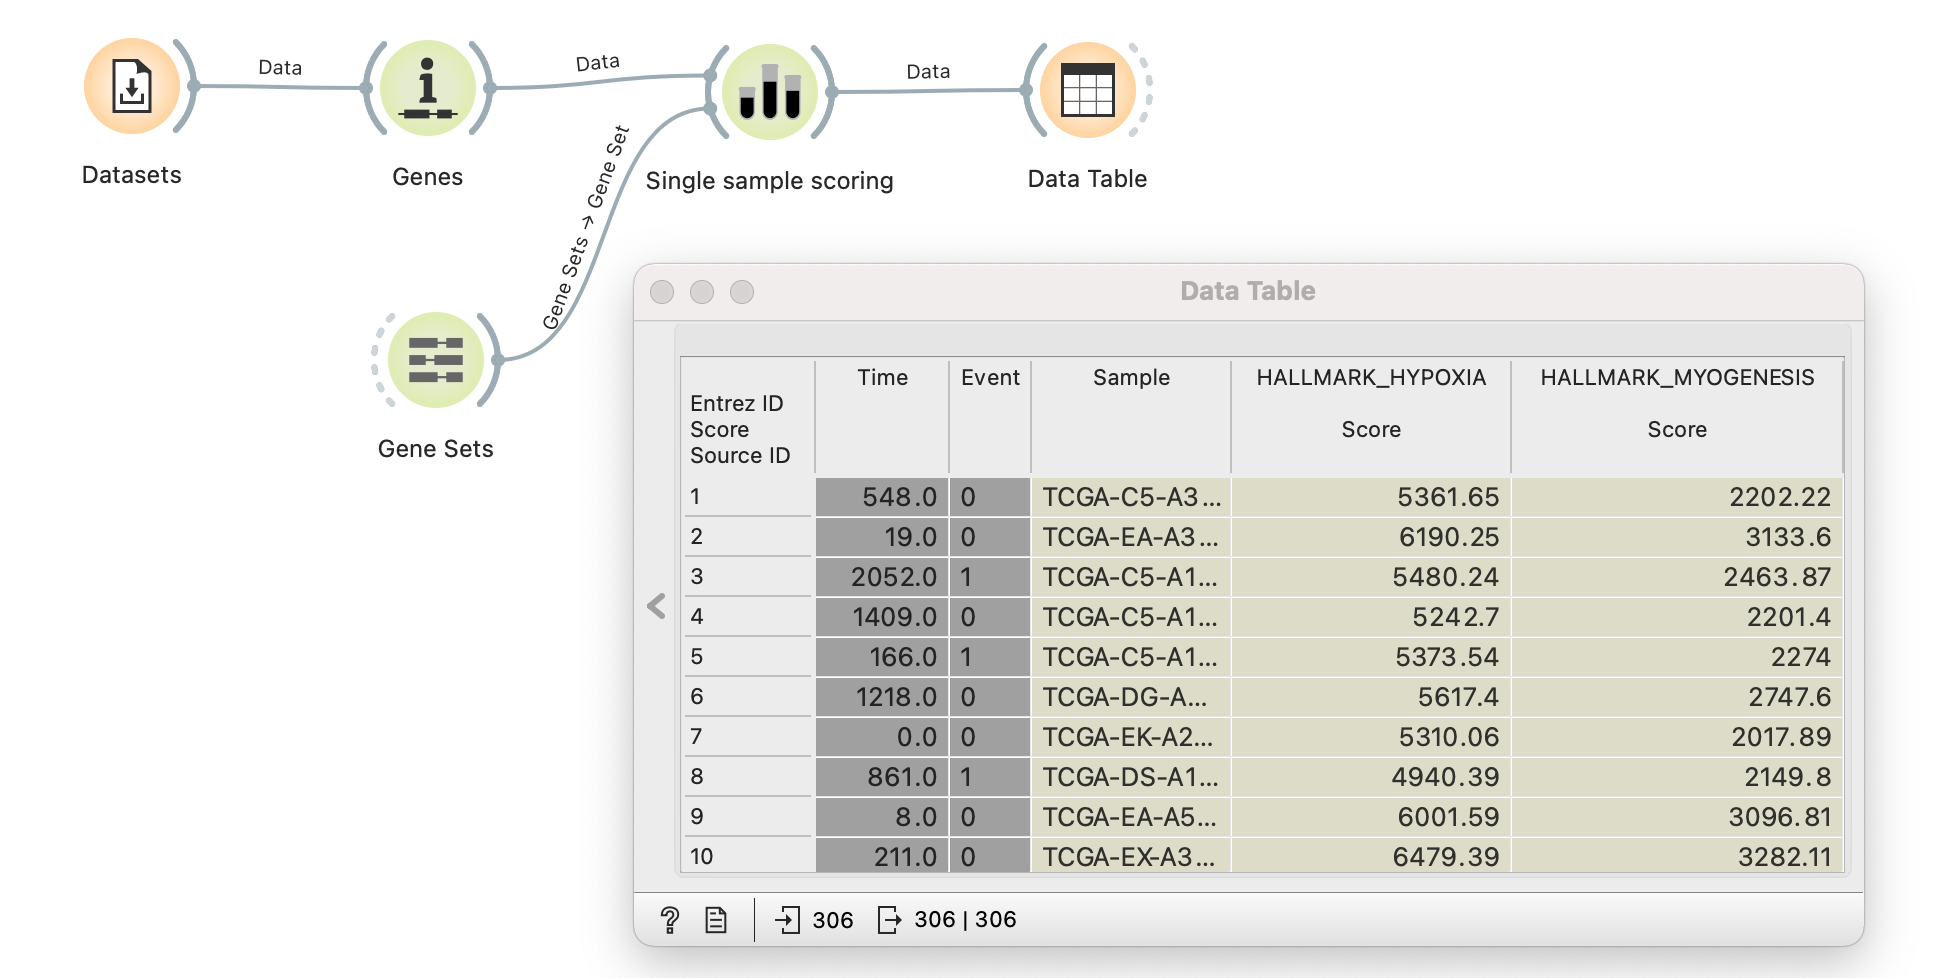 Data
Data
Data
Datasets
Genes
Single sample scoring
Data Table
Gene Sets → Gene Set
Gene Sets
Data Table
Time Event Sample HALLMARK_HYPOXIA HALLMARK_MYOGENESIS
Entrez ID
Score Score Score
Source ID
1 548.0 0 TCGA-C5-A3... 5361.65 2202.22
2 19.0 0 TCGA-EA-A3... 6190.25 3133.6
3 2052.0 1 TCGA-C5-A1... 5480.24 2463.87
4 1409.0 0 TCGA-C5-A1... 5242.7 2201.4
5 166.0 1 TCGA-C5-A1... 5373.54 2274
6 1218.0 0 TCGA-DG-A... 5617.4 2747.6
7 0.0 0 TCGA-EK-A2... 5310.06 2017.89
8 861.0 1 TCGA-DS-A1... 4940.39 2149.8
9 8.0 0 TCGA-EA-A5... 6001.59 3096.81
10 211.0 0 TCGA-EX-A3... 6479.39 3282.11
? 306 306 | 306